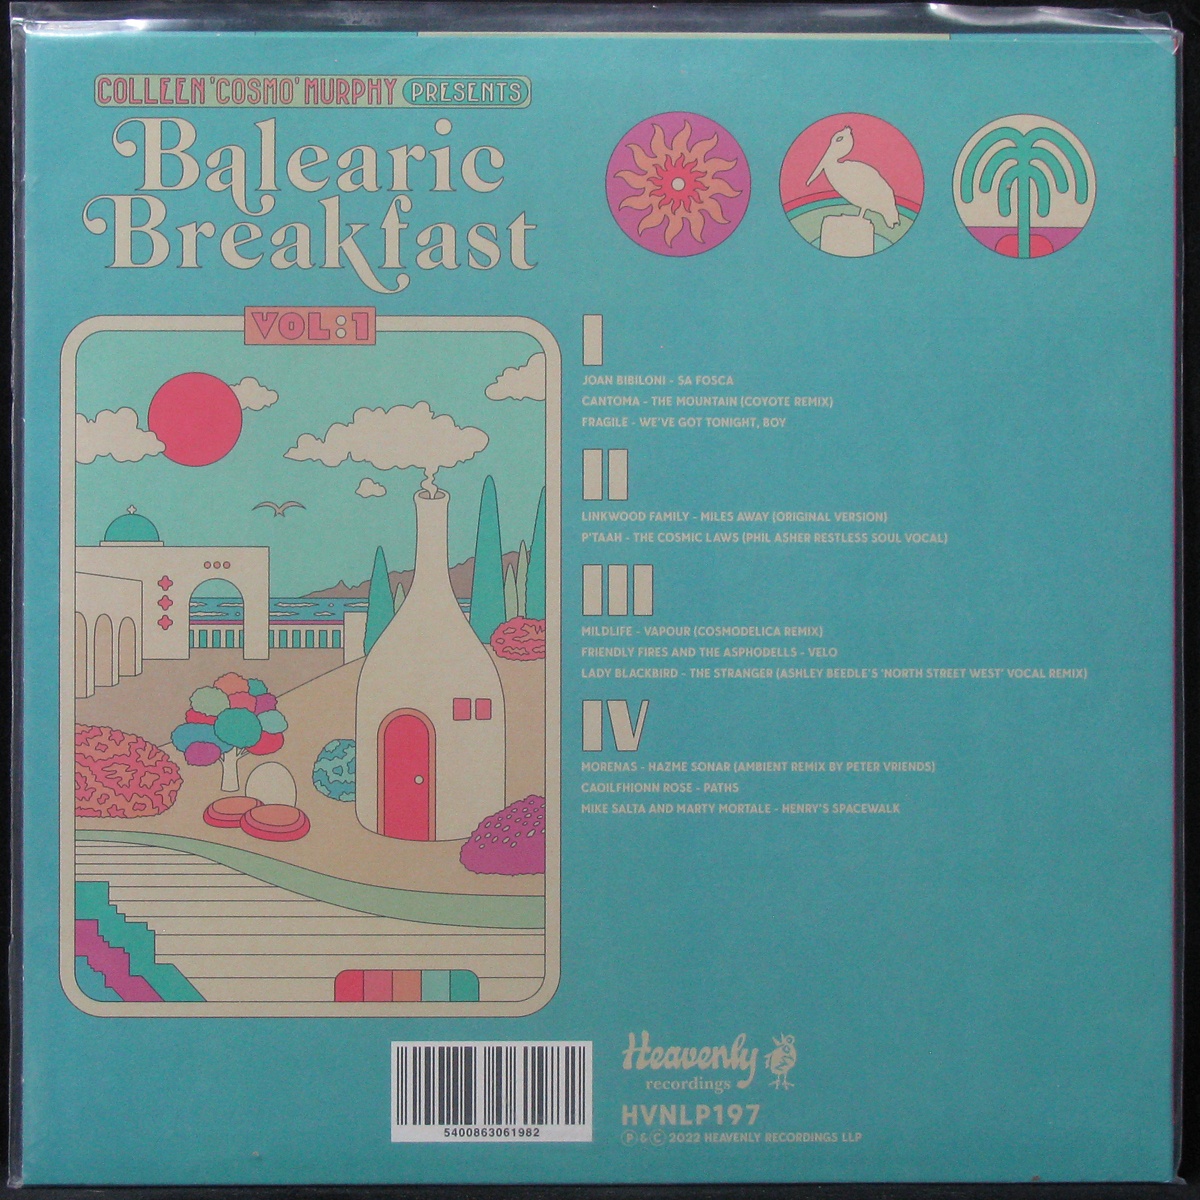 COLLEEN 'COSMO' MURPHY PRESENTS
Balearic
Breakfast
VOL:1
I
JOAN BIBILONI - SA FOSCA
CANTOMA - THE MOUNTAIN (COYOTE REMIX)
FRAGILE - WE'VE GOT TONIGHT, BOY
II
LINKWOOD FAMILY - MILES AWAY (ORIGINAL VERSION)
P'TAAH - THE COSMIC LAWS (PHIL ASHER RESTLESS SOUL VOCAL)
III
MILDLIFE - VAPOUR (COSMODELICA REMIX)
FRIENDLY FIRES AND THE ASPHODELLS - VELO
LADY BLACKBIRD - THE STRANGER (ASHLEY BEEDLE'S 'NORTH STREET WEST' VOCAL REMIX)
IV
MORENAS - HAZME SONAR (AMBIENT REMIX BY PETER VRIENDS)
CAOILFHIONN ROSE - PATHS
MIKE SALTA AND MARTY MORTALE - HENRY'S SPACEWALK
5400863061982
Heavenly
recordings
HVNLP197
Ⓟ & © 2022 HEAVENLY RECORDINGS LLP